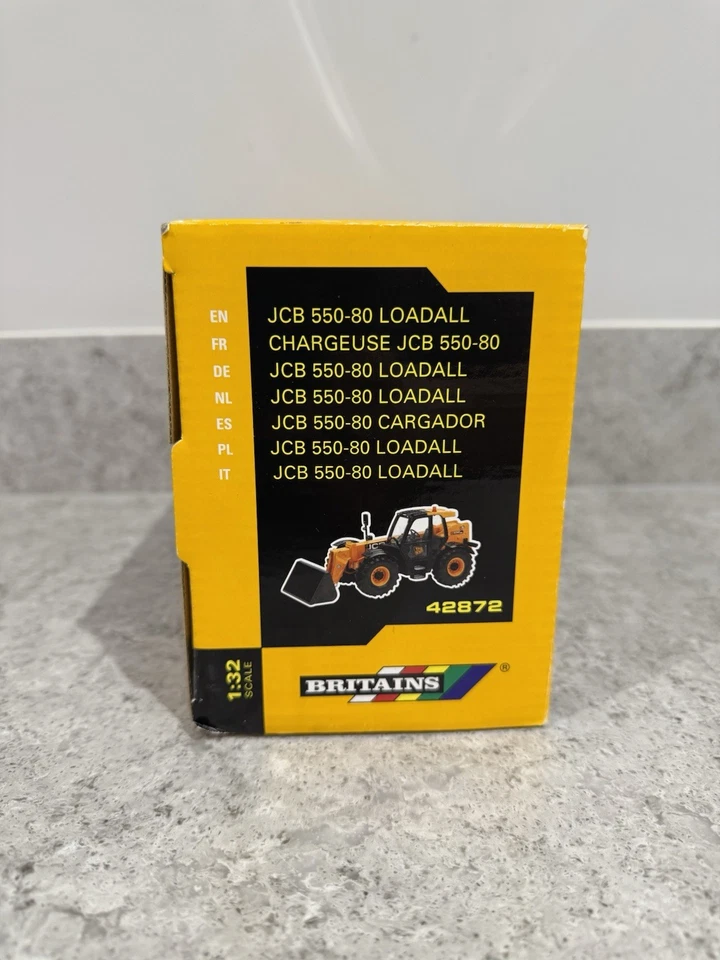 EN JCB 550-80 LOADALL
FR CHARGEUSE JCB 550-80
DE JCB 550-80 LOADALL
NL JCB 550-80 LOADALL
ES JCB 550-80 CARGADOR
PL JCB 550-80 LOADALL
IT JCB 550-80 LOADALL
JCB
42872
1:32
SCALE
BRITAINS ®